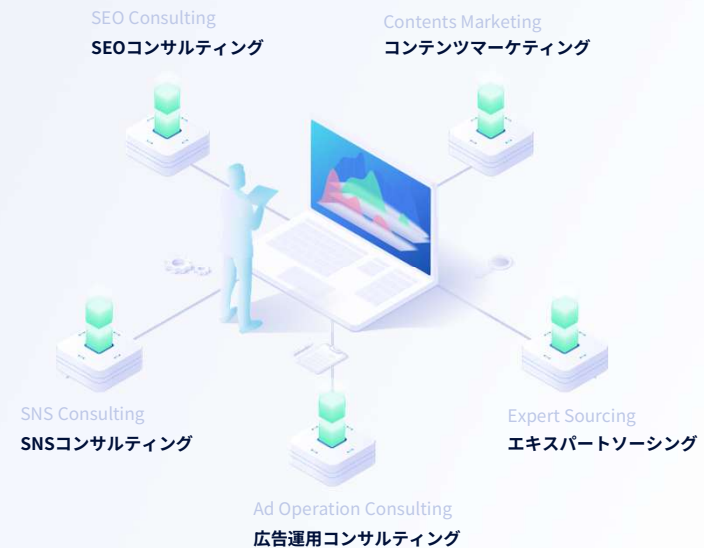 SEO Consulting
SEOコンサルティング
Contents Marketing
コンテンツマーケティング
SNS Consulting
SNSコンサルティング
Expert Sourcing
エキスパートソーシング
Ad Operation Consulting
広告運用コンサルティング